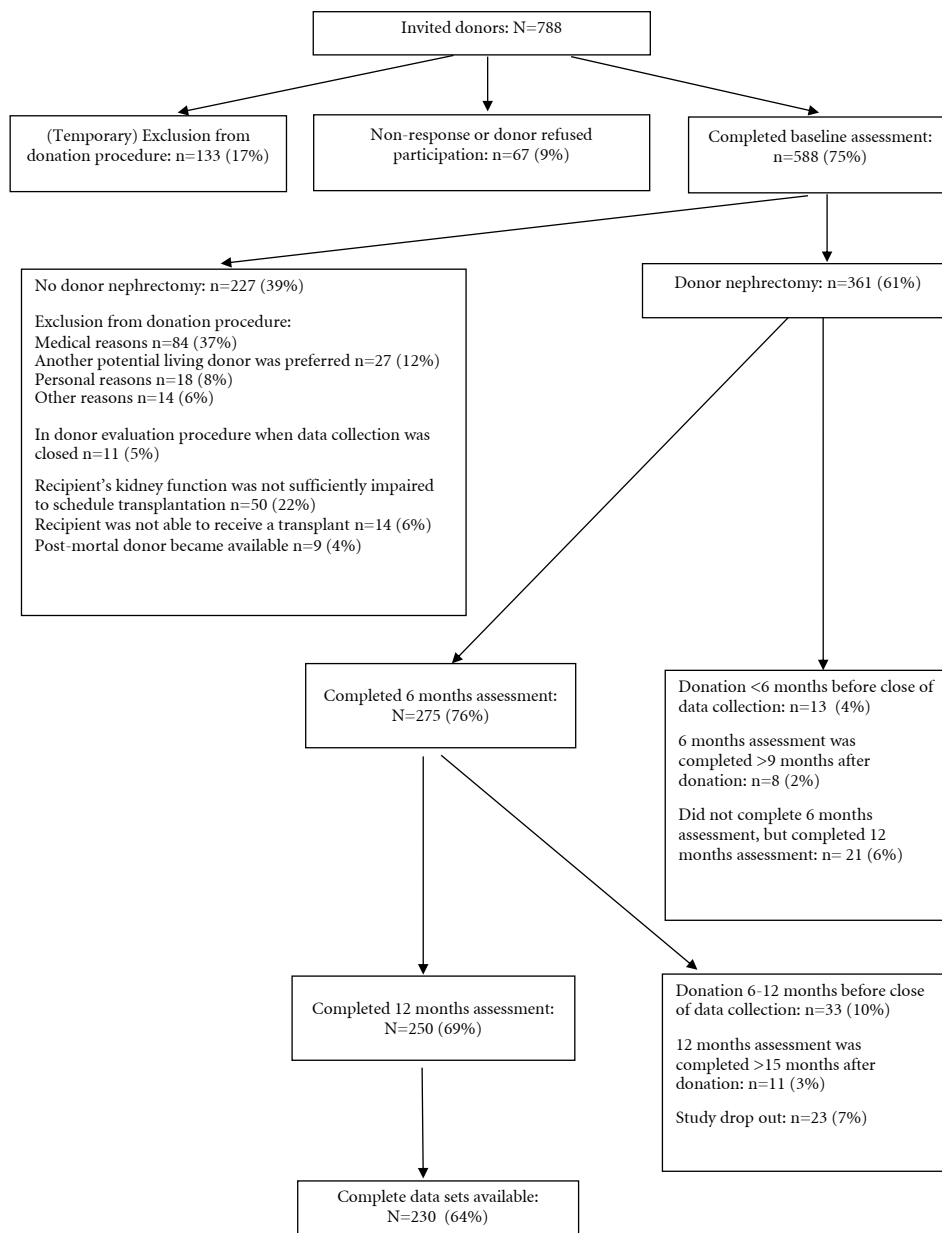 Invited donors: N=788
(Temporary) Exclusion from
donation procedure: n=133 (17%)
Non-response or donor refused
participation: n=67 (9%)
Completed baseline assessment:
n=588 (75%)
No donor nephrectomy: n=227 (39%)
Exclusion from donation procedure:
Medical reasons n=84 (37%)
Another potential living donor was preferred n=27 (12%)
Personal reasons n=18 (8%)
Other reasons n=14 (6%)
In donor evaluation procedure when data collection was
closed n=11 (5%)
Recipient's kidney function was not sufficiently impaired
to schedule transplantation n=50 (22%)
Recipient was not able to receive a transplant n=14 (6%)
Post-mortal donor became available n=9 (4%)
Donor nephrectomy: n=361 (61%)
Completed 6 months assessment:
N=275 (76%)
Donation <6 months before close of
data collection: n=13 (4%)
6 months assessment was
completed >9 months after
donation: n=8 (2%)
Did not complete 6 months
assessment, but completed 12
months assessment: n= 21 (6%)
Completed 12 months assessment:
N=250 (69%)
Donation 6-12 months before close
of data collection: n=33 (10%)
12 months assessment was
completed >15 months after
donation: n=11 (3%)
Study drop out: n=23 (7%)
Complete data sets available:
N=230 (64%)